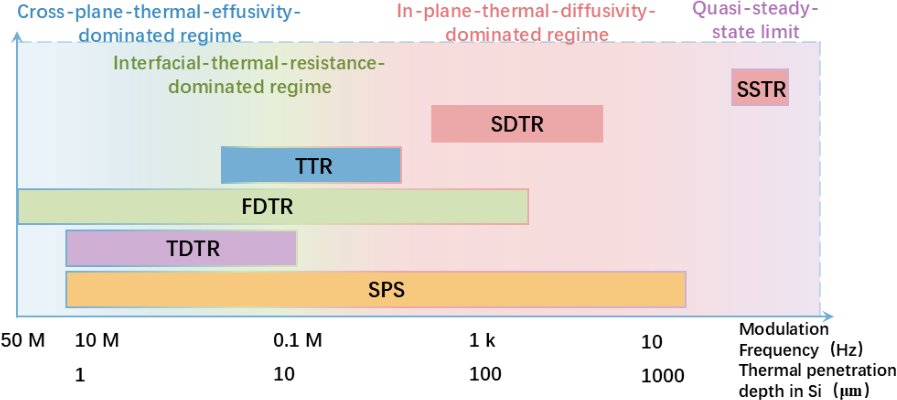 Cross-plane-thermal-effusivity-
dominated regime
In-plane-thermal-diffusivity-
dominated regime
Quasi-steady-
state limit
Interfacial-thermal-resistance-
dominated regime
SSTR
SDTR
TTR
FDTR
TDTR
SPS
50 M 10 M 0.1 M 1 k 10
Modulation
Frequency（Hz）
1 10 100 1000
Thermal penetration
depth in Si（μm）